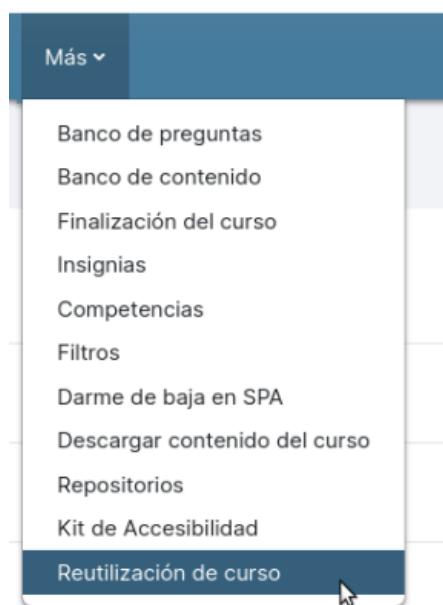 Más
Banco de preguntas
Banco de contenido
Finalización del curso
Insignias
Competencias
Filtros
Darme de baja en SPA
Descargar contenido del curso
Repositorios
Kit de Accesibilidad
Reutilización de curso